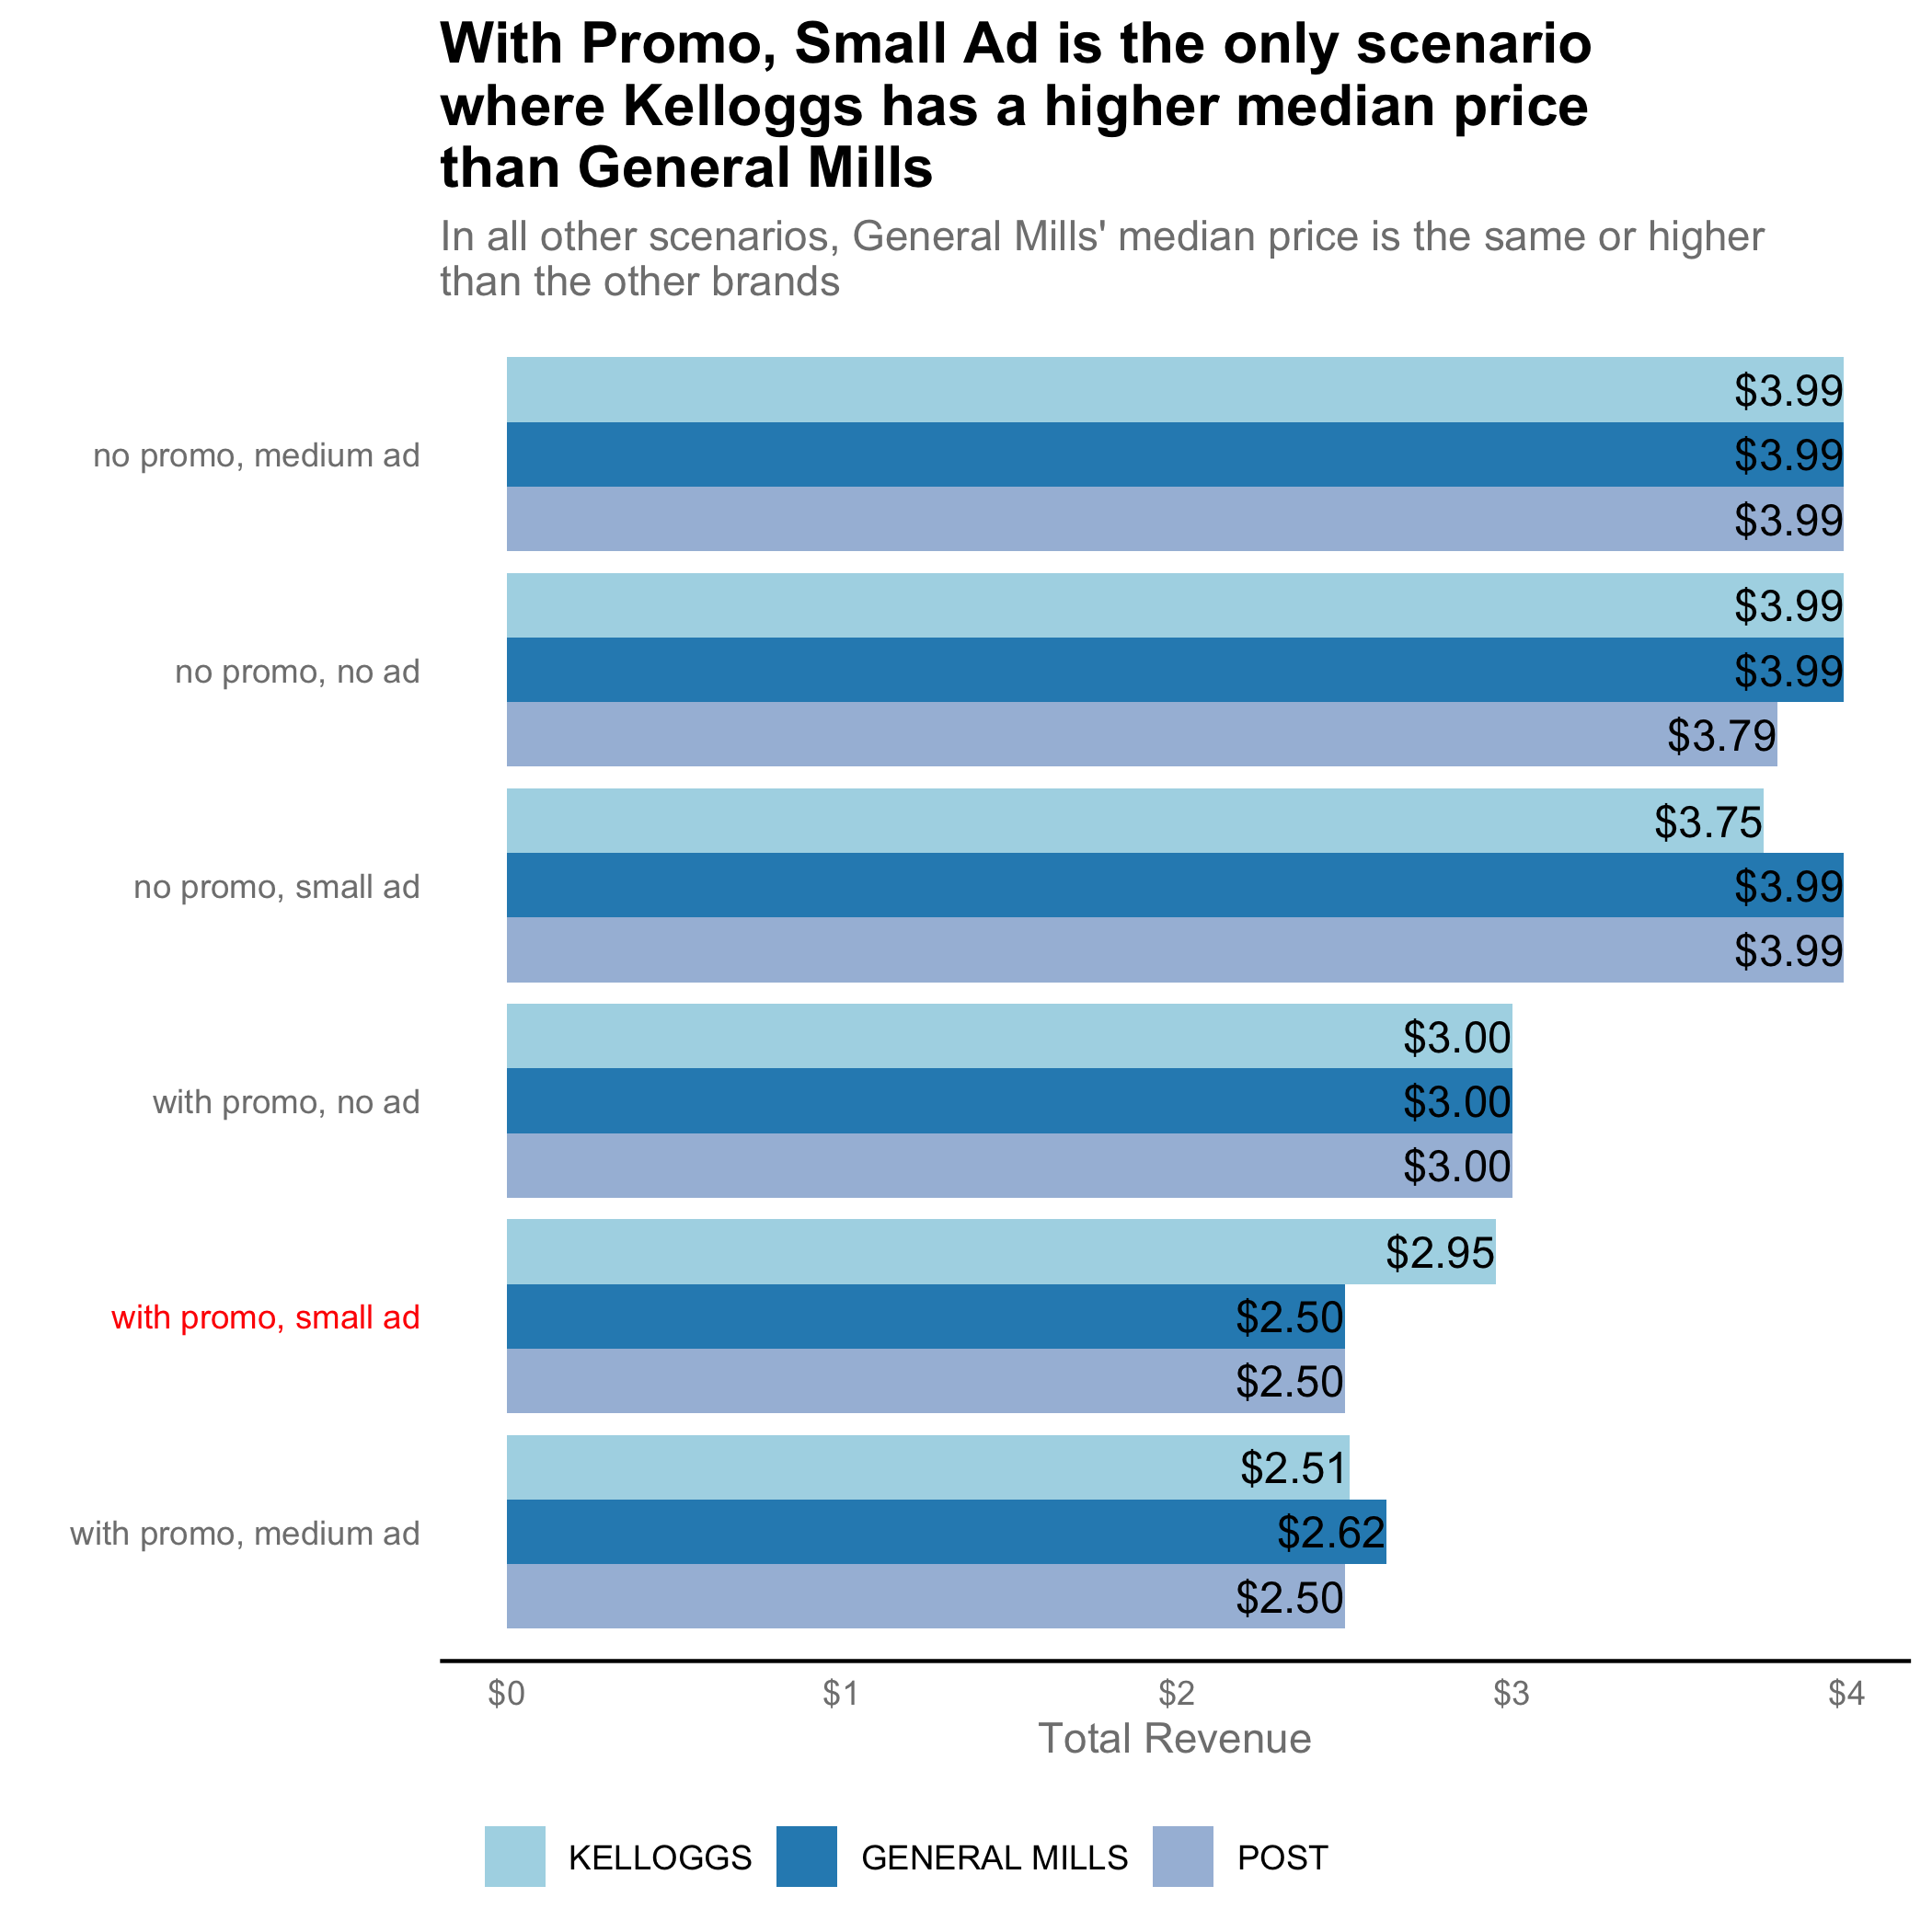 With Promo, Small Ad is the only scenario
where Kelloggs has a higher median price
than General Mills
In all other scenarios, General Mills' median price is the same or higher
than the other brands
$3.99
no promo, medium ad $3.99
$3.99
$3.99
no promo, no ad $3.99
$3.79
$3.75
no promo, small ad $3.99
$3.99
$3.00
with promo, no ad $3.00
$3.00
$2.95
with promo, small ad $2.50
$2.50
$2.51
with promo, medium ad $2.62
$2.50
$0 $1 $2 $3 $4
Total Revenue
KELLOGGS GENERAL MILLS POST